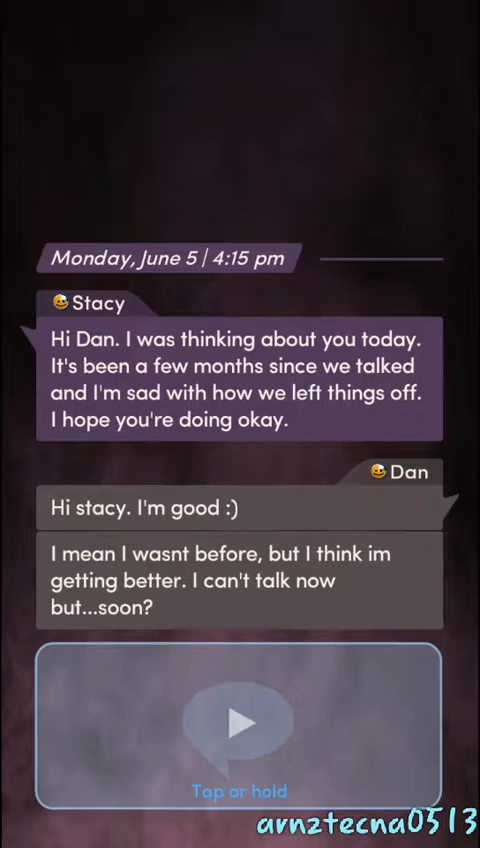 Monday, June 5 | 4:15 pm
Stacy
Hi Dan. I was thinking about you today.
It's been a few months since we talked
and I'm sad with how we left things off.
I hope you're doing okay.
Dan
Hi stacy. I'm good :)
I mean I wasnt before, but I think im
getting better. I can't talk now
but...soon?
Tap or hold
arnztecna0513